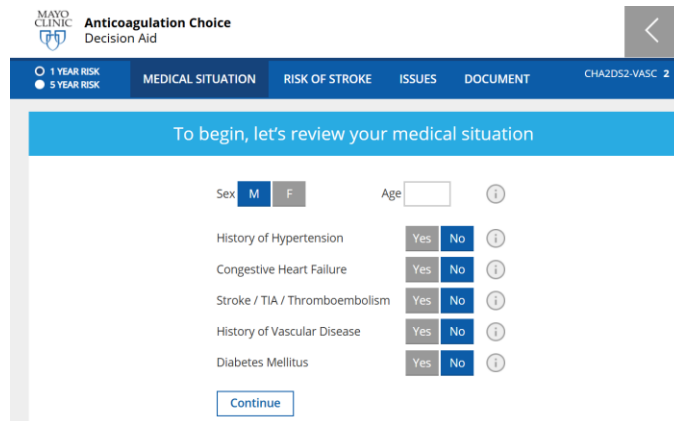 MAYO
CLINIC
Anticoagulation Choice
Decision Aid
1 YEAR RISK
5 YEAR RISK
MEDICAL SITUATION RISK OF STROKE ISSUES DOCUMENT CHA2DS2-VASC 2
To begin, let's review your medical situation
Sex M F Age i
History of Hypertension Yes No i
Congestive Heart Failure Yes No i
Stroke / TIA / Thromboembolism Yes No i
History of Vascular Disease Yes No i
Diabetes Mellitus Yes No i
Continue